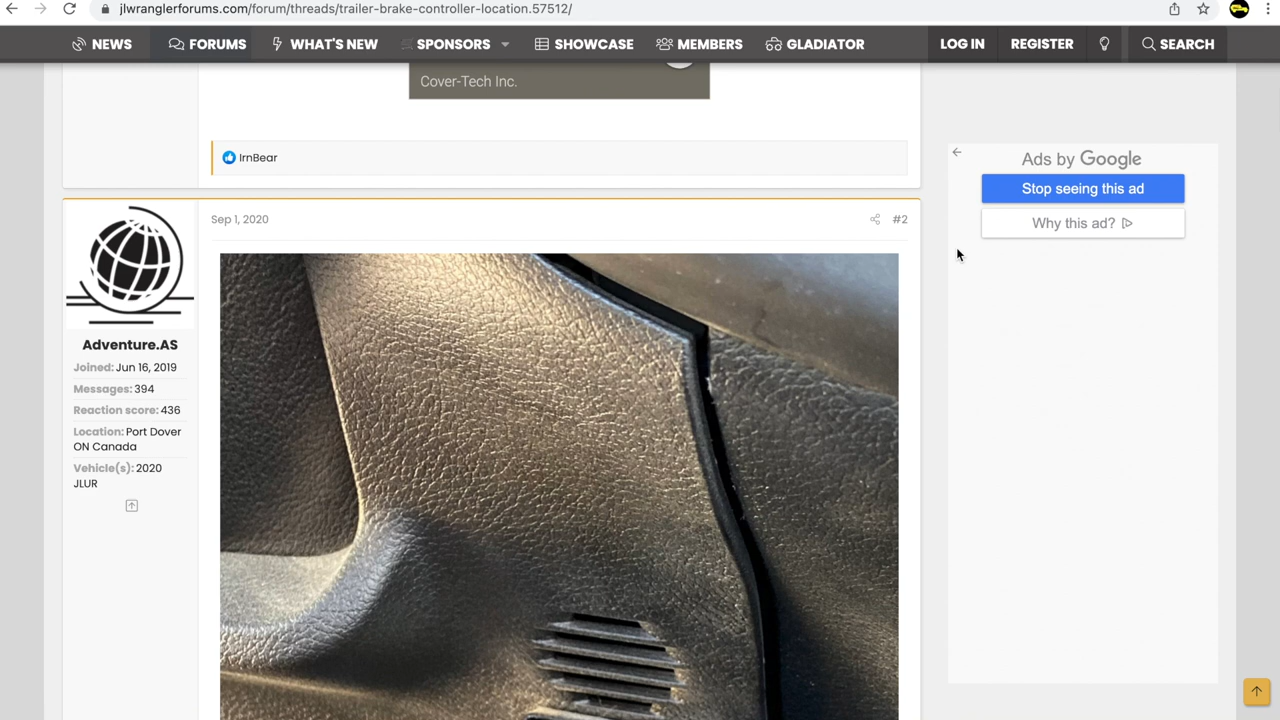 jlwranglerforums.com/forum/threads/trailer-brake-controller-location.57512/
NEWS FORUMS WHAT'S NEW SPONSORS SHOWCASE MEMBERS GLADIATOR LOG IN REGISTER SEARCH
Cover-Tech Inc.
IrnBear
Ads by Google
Stop seeing this ad
Why this ad?
Sep 1, 2020 #2
Adventure.AS
Joined: Jun 16, 2019
Messages: 394
Reaction score: 436
Location: Port Dover
ON Canada
Vehicle(s): 2020
JLUR